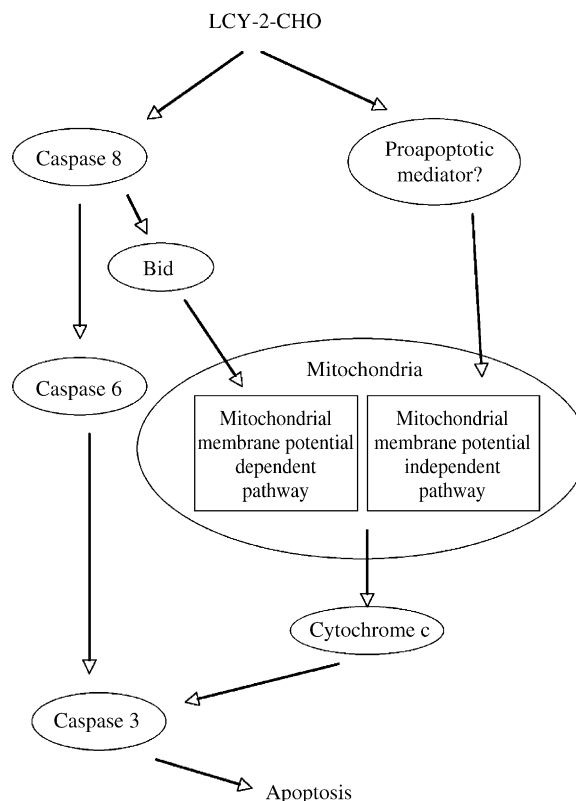 LCY-2-CHO
Caspase 8
Proapoptotic
mediator?
Bid
Caspase 6
Mitochondria
Mitochondrial
membrane potential
dependent
pathway
Mitochondrial
membrane potential
independent
pathway
Cytochrome c
Caspase 3
Apoptosis